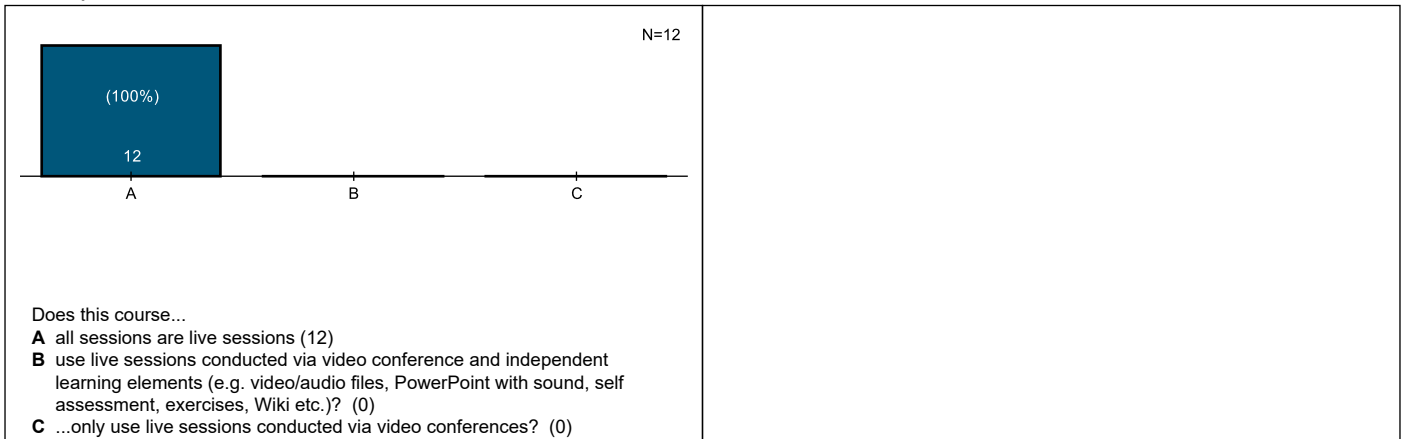 N=12
(100%)
12
A
B
C
Does this course...
A all sessions are live sessions (12)
B use live sessions conducted via video conference and independent
learning elements (e.g. video/audio files, PowerPoint with sound, self
assessment, exercises, Wiki etc.)? (0)
C ...only use live sessions conducted via video conferences? (0)